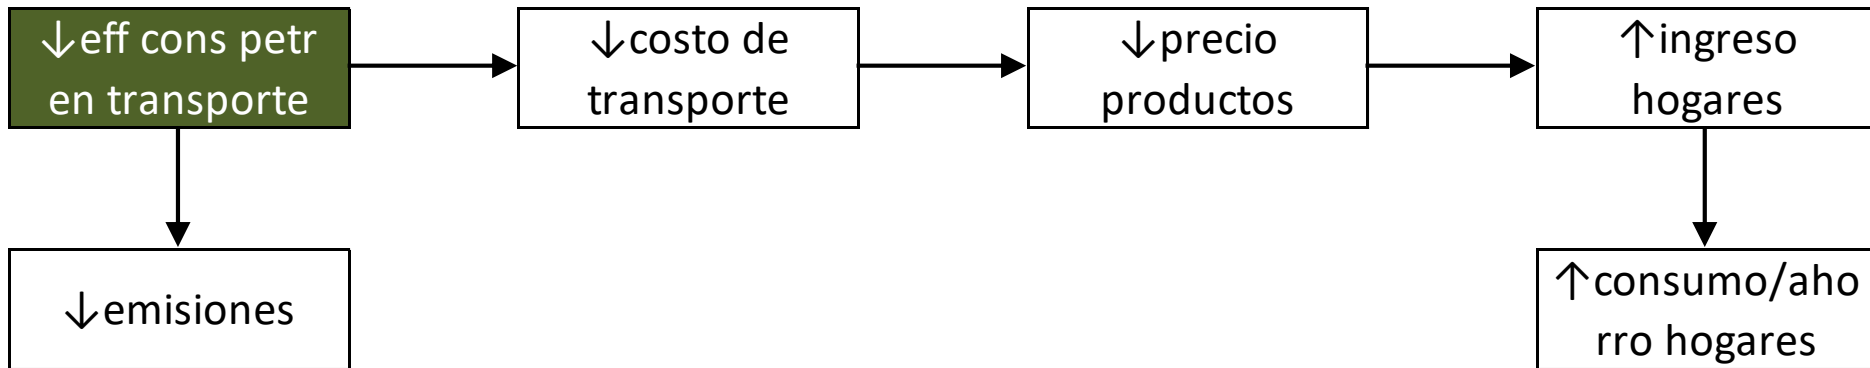 ↓eff cons petr
en transporte
↓costo de
transporte
↓precio
productos
↑ingreso
hogares
↓emisiones
↑consumo/aho
rro hogares